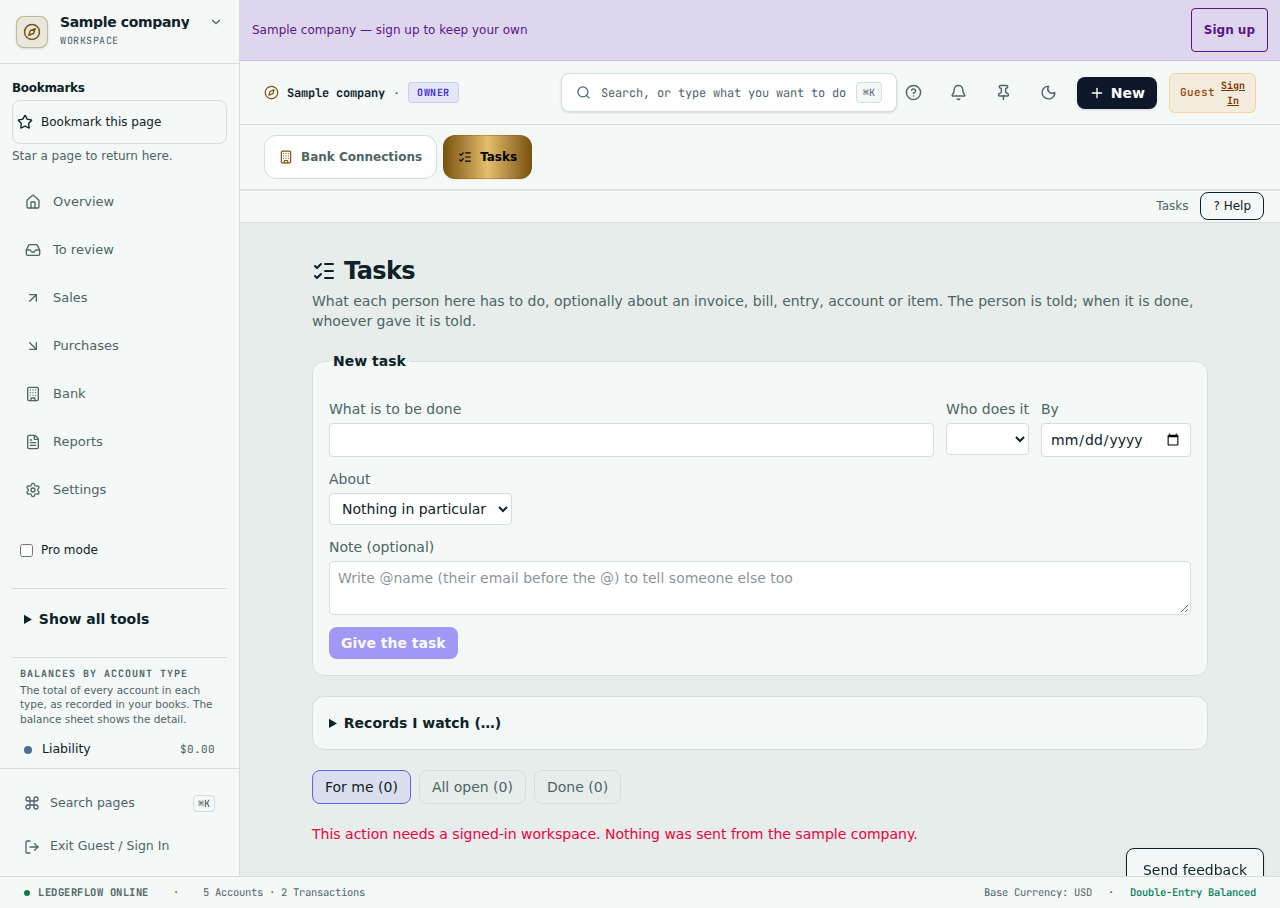 Sample company
WORKSPACE
Bookmarks
Bookmark this page
Star a page to return here.
Overview
To review
Sales
Purchases
Bank
Reports
Settings
Pro mode
Show all tools
BALANCES BY ACCOUNT TYPE
The total of every account in each
type, as recorded in your books. The
balance sheet shows the detail.
Liability $0.00
Search pages ⌘K
Exit Guest / Sign In
Sample company — sign up to keep your own
Sign up
Sample company · OWNER
Search, or type what you want to do ⌘K
New
Guest Sign In
Bank Connections
Tasks
Tasks
? Help
Tasks
What each person here has to do, optionally about an invoice, bill, entry, account or item. The person is told; when it is done,
whoever gave it is told.
New task
What is to be done
Who does it
By
mm/dd/yyyy
About
Nothing in particular
Note (optional)
Write @name (their email before the @) to tell someone else too
Give the task
Records I watch (…)
For me (0)
All open (0)
Done (0)
This action needs a signed-in workspace. Nothing was sent from the sample company.
Send feedback
LEDGERFLOW ONLINE · 5 Accounts · 2 Transactions
Base Currency: USD · Double-Entry Balanced